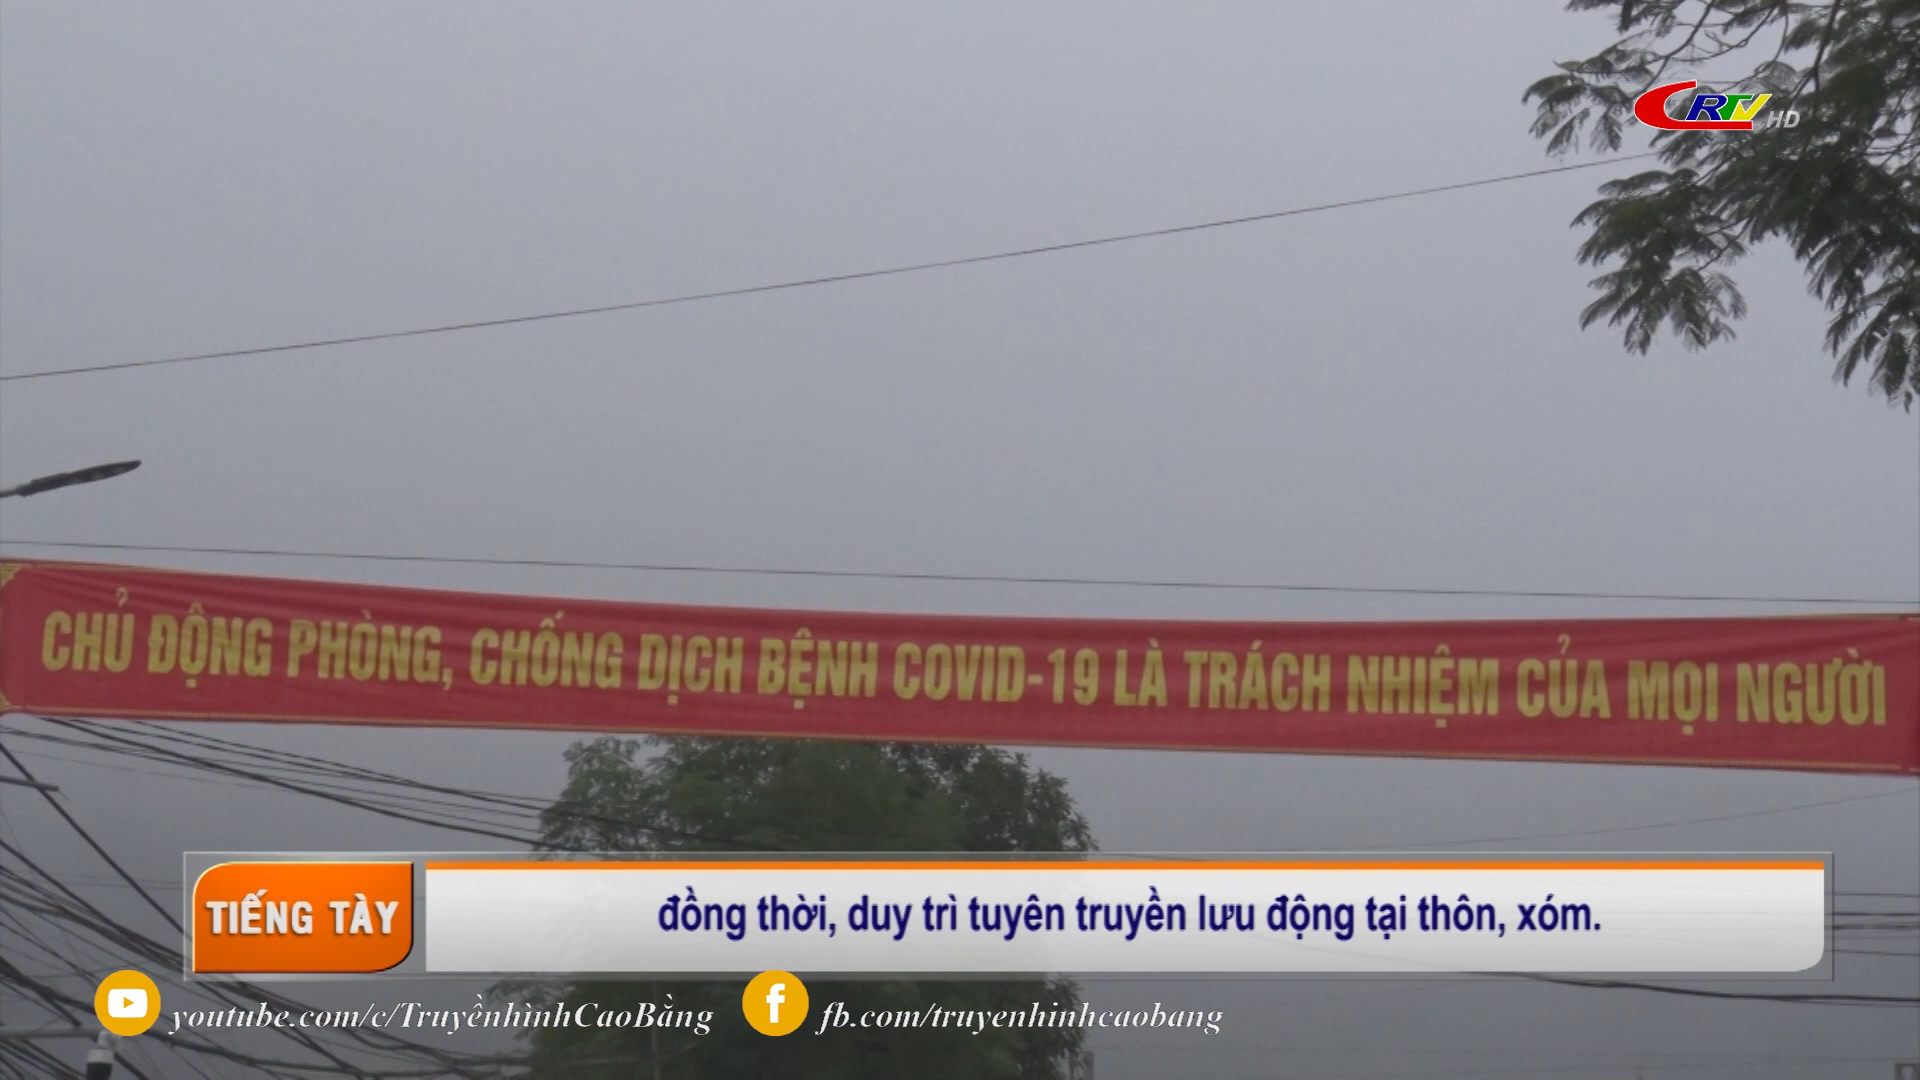 CRTV HD
CHỦ ĐỘNG PHÒNG, CHỐNG DỊCH BỆNH COVID-19 LÀ TRÁCH NHIỆM CỦA MỌI NGƯỜI
TIẾNG TÀY
đồng thời, duy trì tuyên truyền lưu động tại thôn, xóm.
youtube.com/c/TruyềnhìnhCaoBằng
fb.com/truyenhinhcaobang